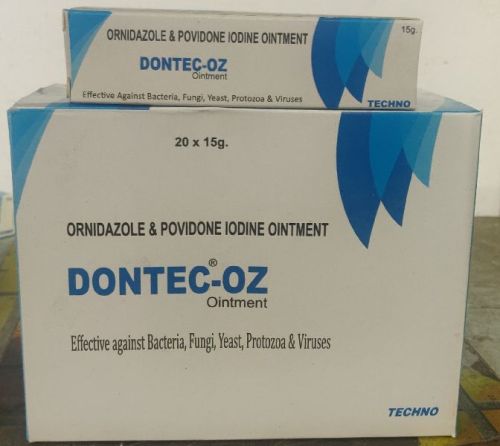 ORNIDAZOLE & POVIDONE IODINE OINTMENT
15g.
DONTEC-OZ
Ointment
Effective Against Bacteria, Fungi, Yeast, Protozoa & Viruses
TECHNO
20 x 15g.
ORNIDAZOLE & POVIDONE IODINE OINTMENT
DONTEC-OZ®
Ointment
Effective against Bacteria, Fungi, Yeast, Protozoa & Viruses
TECHNO